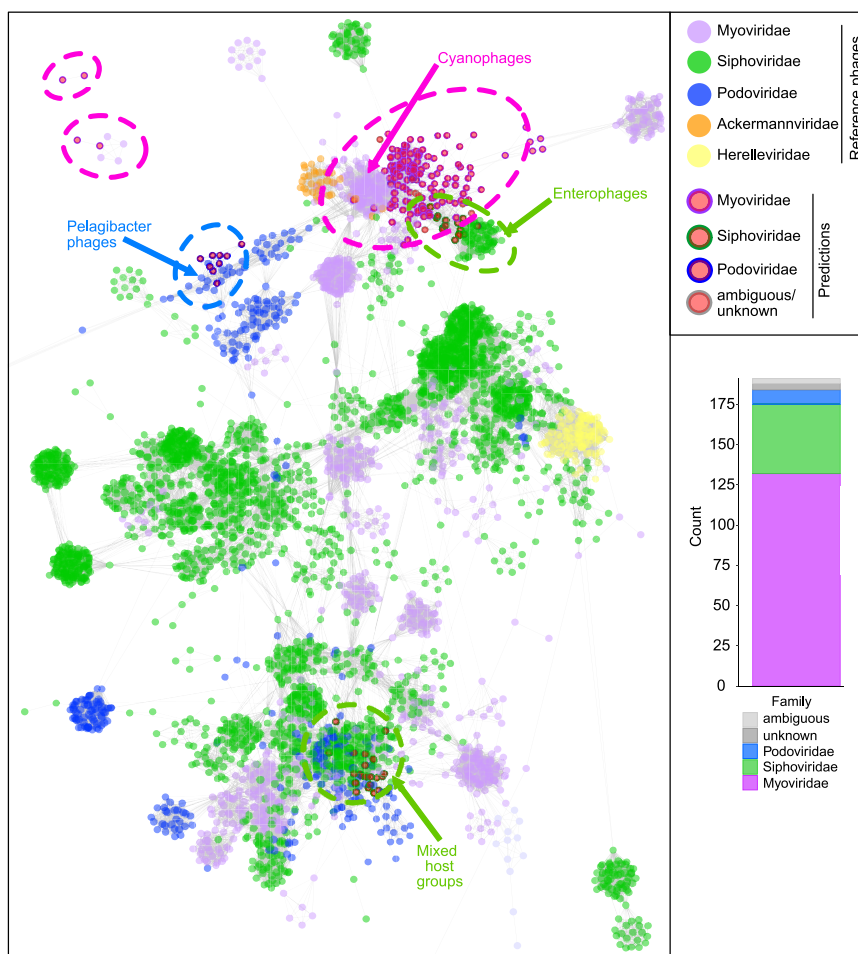 Cyanophages
Enterophages
Pelagibacter
phages
Mixed
host
groups
Myoviridae
Siphoviridae
Podoviridae
Ackermannviridae
Herelleviridae
Reference phages
Myoviridae
Siphoviridae
Podoviridae
ambiguous/
unknown
Predictions
175
150
125
100
75
50
25
0
Count
Family
ambiguous
unknown
Podoviridae
Siphoviridae
Myoviridae